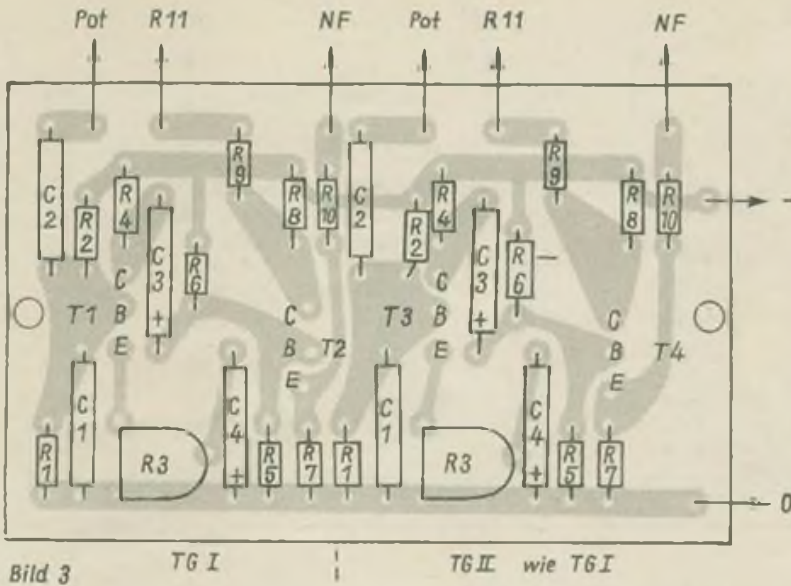 Pot R11 NF Pot R11 NF
C2 R2 R4 R9 R8 R10 C2 R2 R4 R9 R8 R10 -
C3 + R6 C3 + R6
T1 C B E C B E T2 T3 C B E C B E T4
R1 C1 R3 C4 + R5 R7 R1 C1 R3 C4 + R5 R7
0
Bild 3 TG I TG II wie TG I